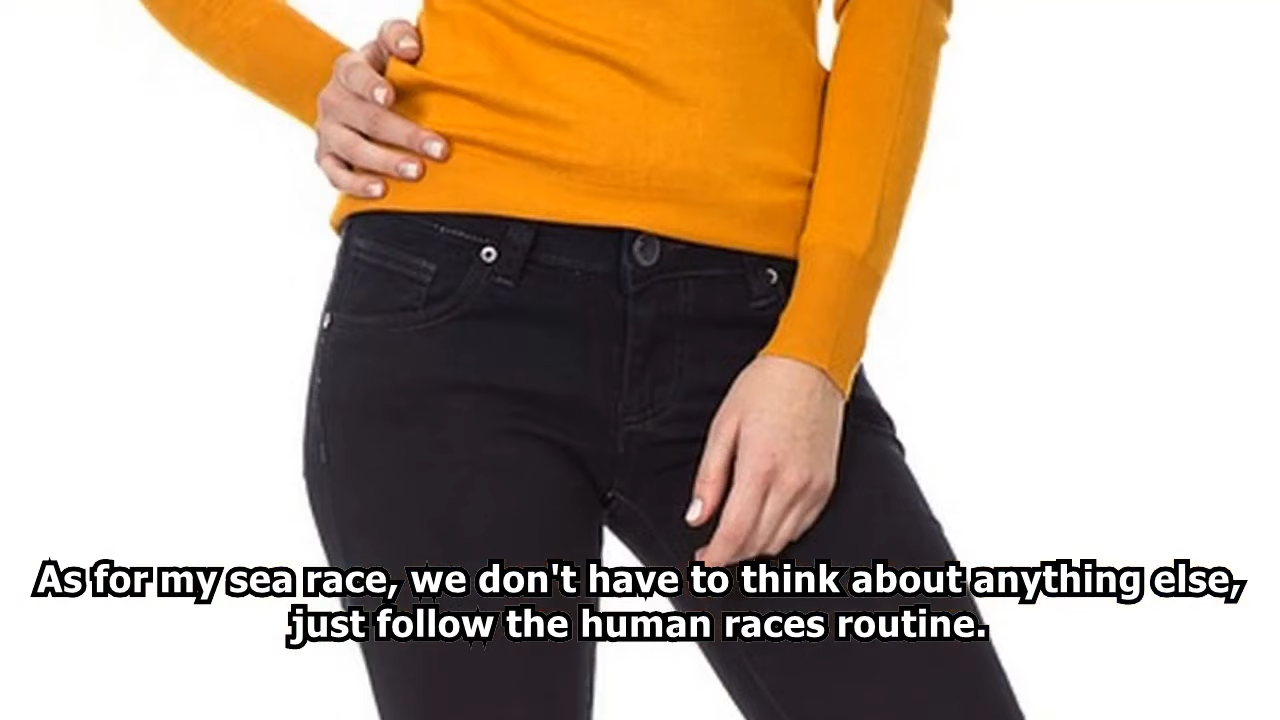 As for my sea race, we don't have to think about anything else,
just follow the human races routine.